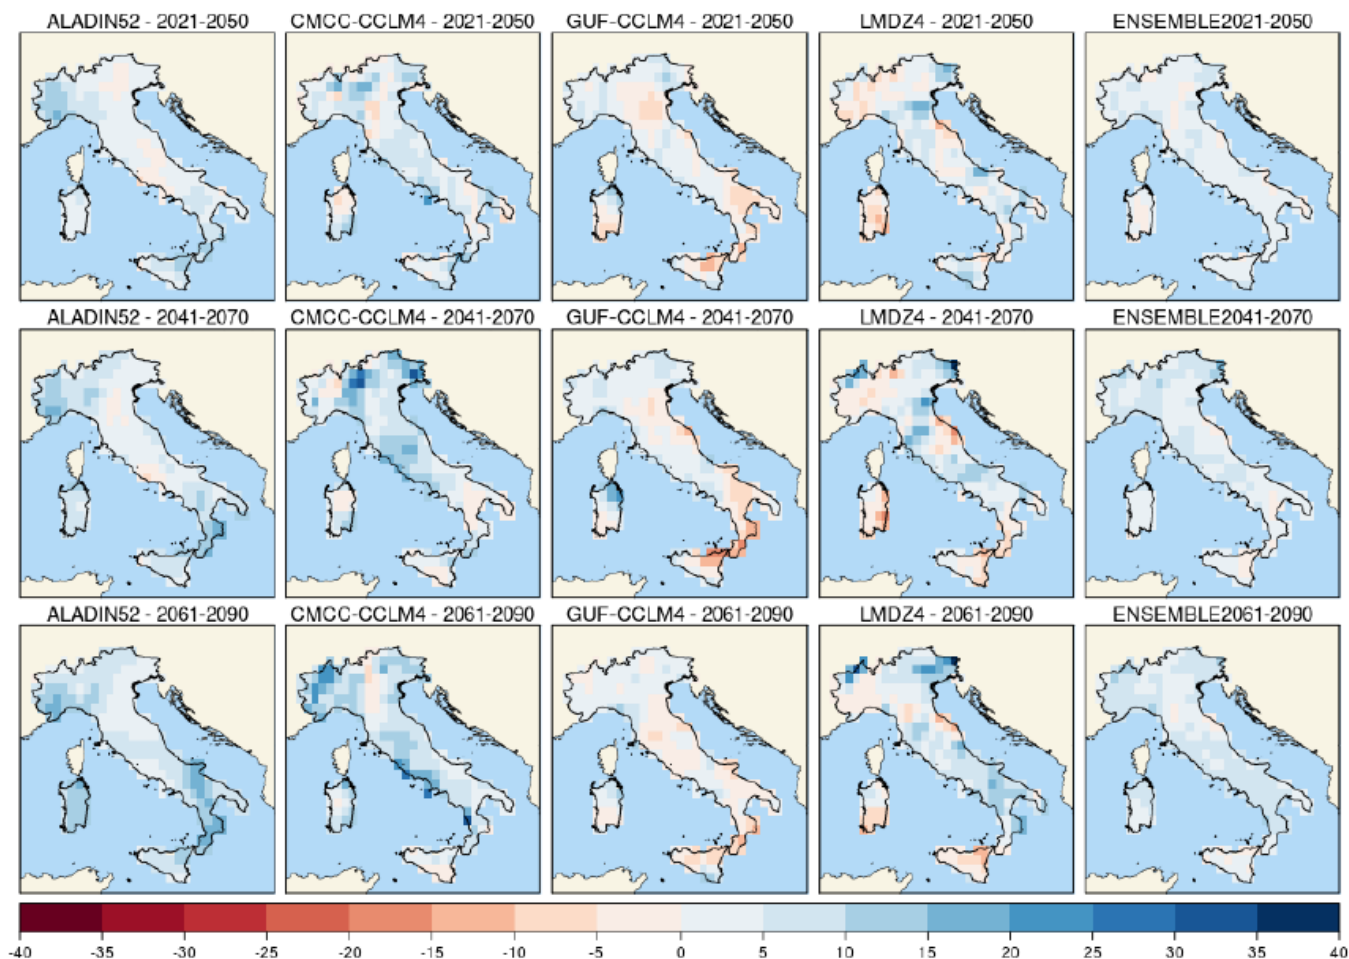 ALADIN52 - 2021-2050 CMCC-CCLM4 - 2021-2050 GUF-CCLM4 - 2021-2050 LMDZ4 - 2021-2050 ENSEMBLE2021-2050
ALADIN52 - 2041-2070 CMCC-CCLM4 - 2041-2070 GUF-CCLM4 - 2041-2070 LMDZ4 - 2041-2070 ENSEMBLE2041-2070
ALADIN52 - 2061-2090 CMCC-CCLM4 - 2061-2090 GUF-CCLM4 - 2061-2090 LMDZ4 - 2061-2090 ENSEMBLE2061-2090
-40 -35 -30 -25 -20 -15 -10 -5 0 5 10 15 20 25 30 35 40